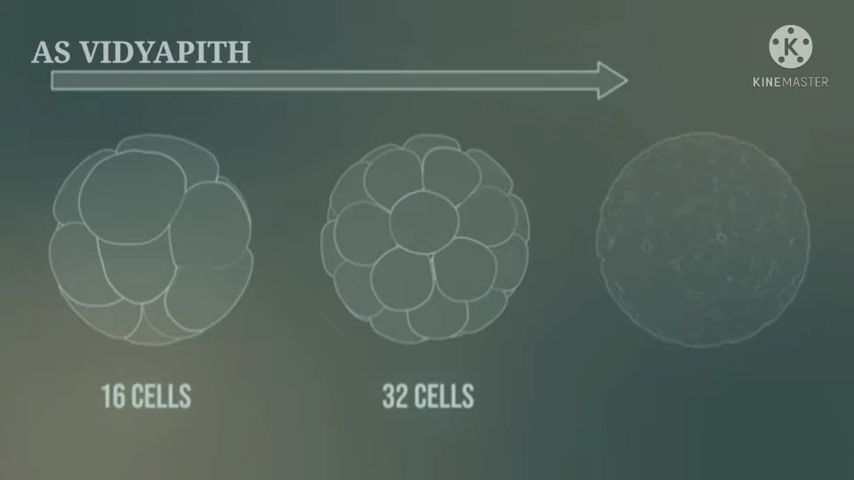 AS VIDYAPITH
K
KINEMASTER
16 CELLS
32 CELLS